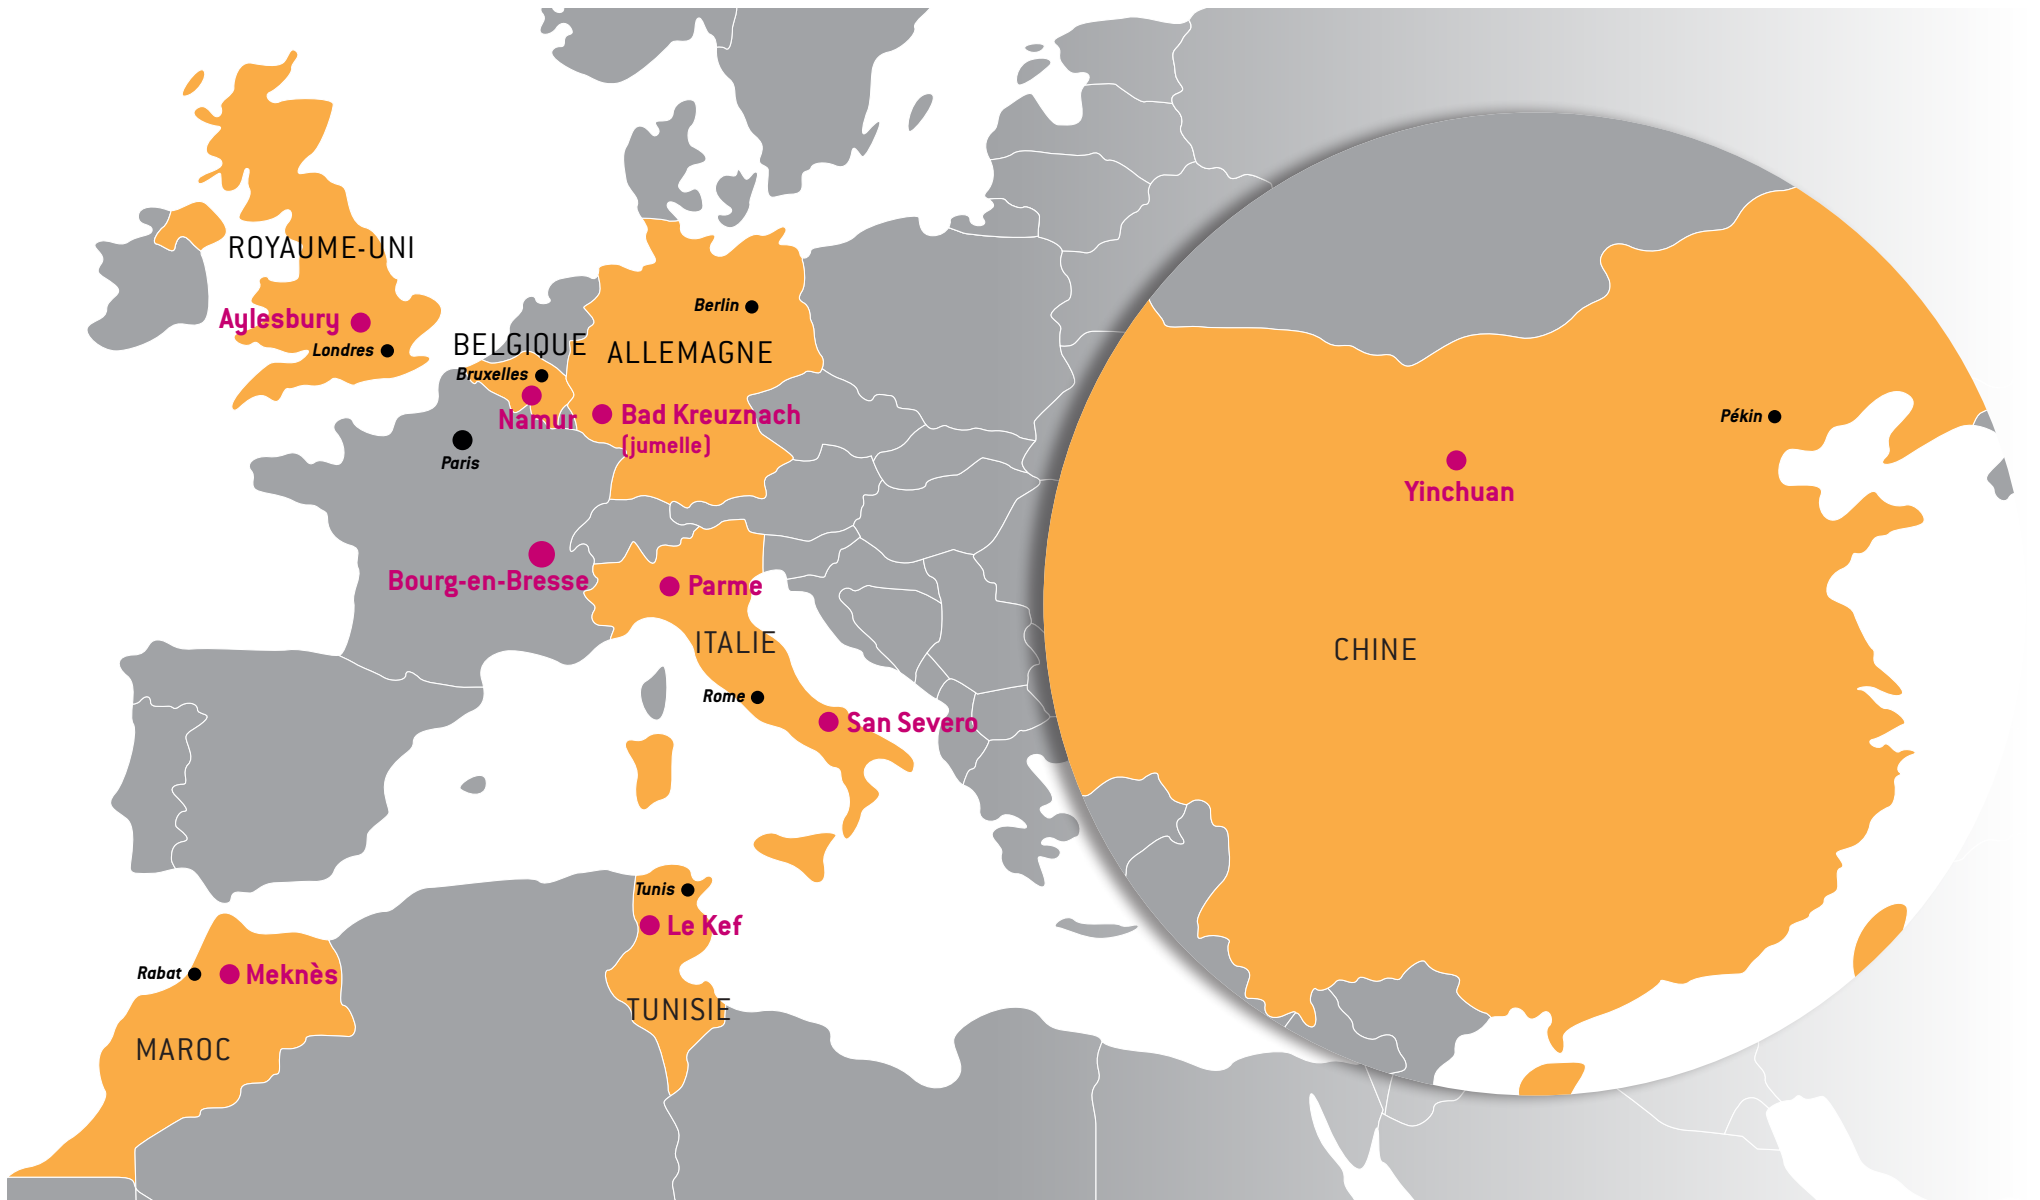 ROYAUME-UNI
Aylesbury
Londres
BELGIQUE
Bruxelles
Namur
Berlin
ALLEMAGNE
Bad Kreuznach
(jumelle)
Paris
Bourg-en-Bresse
Parme
ITALIE
Rome
San Severo
Tunis
Le Kef
TUNISIE
Rabat
Meknès
MAROC
Pékin
Yinchuan
CHINE